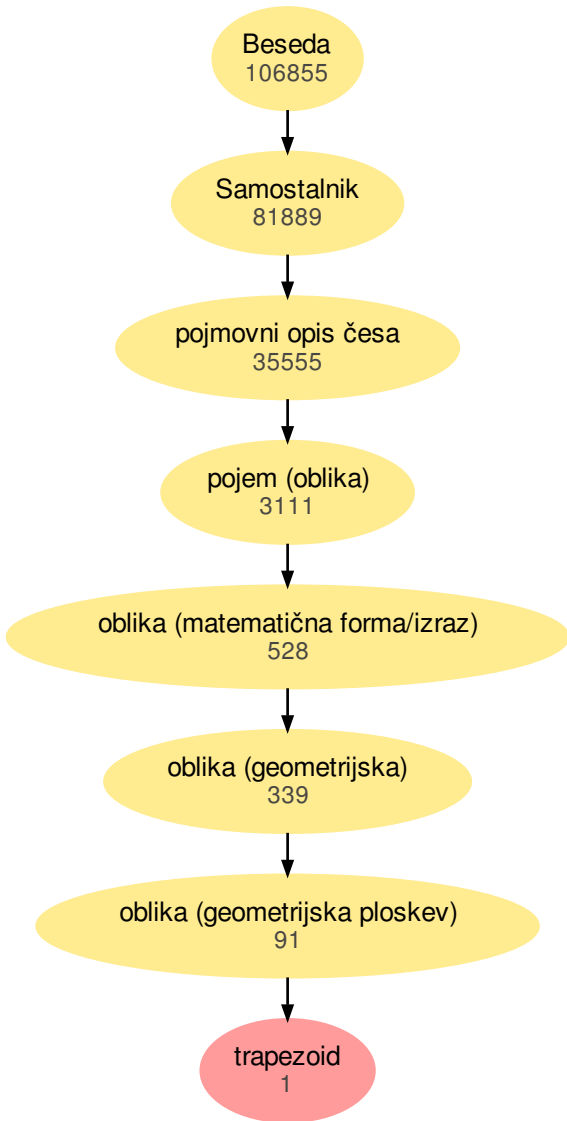 Beseda
106855
Samostalnik
81889
pojmovni opis česa
35555
pojem (oblika)
3111
oblika (matematična forma/izraz)
528
oblika (geometrijska)
339
oblika (geometrijska ploskev)
91
trapezoid
1